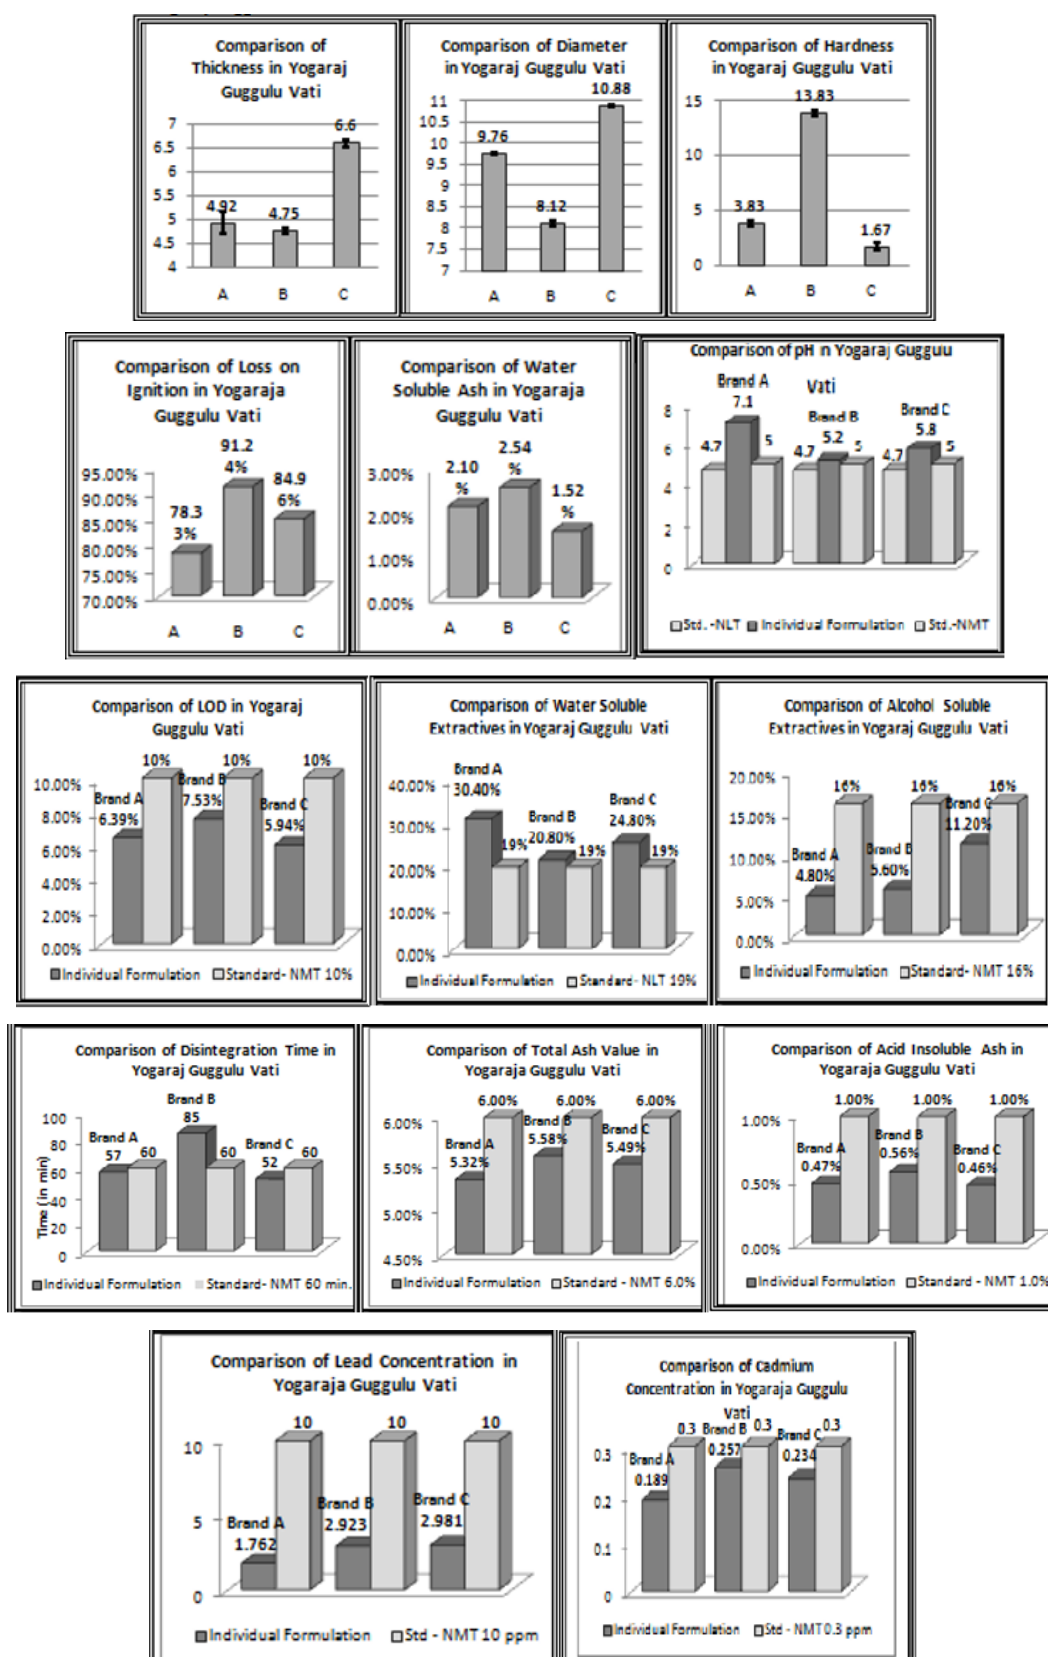 Comparison of
Thickness in Yogaraj
Guggulu Vati
7
6.5
6
5.5
5
4.5
4
4.92
4.75
6.6
A B C
Comparison of Diameter
in Yogaraj Guggulu Vati
11
10.5
10
9.5
9
8.5
8
7.5
7
9.76
8.12
10.88
A B C
Comparison of Hardness
in Yogaraj Guggulu Vati
15
10
5
0
3.83
13.83
1.67
A B C
Comparison of Loss on
Ignition in Yogaraja
Guggulu Vati
95.00%
90.00%
85.00%
80.00%
75.00%
70.00%
78.3
3%
91.2
4%
84.9
6%
A B C
Comparison of Water
Soluble Ash in Yogaraja
Guggulu Vati
3.00%
2.00%
1.00%
0.00%
2.10
%
2.54
%
1.52
%
A B C
Comparison of pH in Yogaraj Guggulu
Vati
8
6
4
2
0
Brand A
4.7 7.1 5
Brand B
4.7 5.2 5
Brand C
4.7 5.8 5
Std.-NLT Individual Formulation Std.-NMT
Comparison of LOD in Yogaraj
Guggulu Vati
10.00%
8.00%
6.00%
4.00%
2.00%
0.00%
Brand A
6.39% 10%
Brand B
7.53% 10%
Brand C
5.94% 10%
Individual Formulation Standard- NMT 10%
Comparison of Water Soluble
Extractives in Yogaraj Guggulu Vati
40.00%
30.00%
20.00%
10.00%
0.00%
Brand A
30.40% 19%
Brand B
20.80% 19%
Brand C
24.80% 19%
Individual Formulation Standard- NLT 19%
Comparison of Alcohol Soluble
Extractives in Yogaraj Guggulu Vati
20.00%
15.00%
10.00%
5.00%
0.00%
Brand A
4.80% 16%
Brand B
5.60% 16%
Brand C
11.20% 16%
Individual Formulation Standard- NMT 16%
Comparison of Disintegration Time in
Yogaraj Guggulu Vati
Time (in min)
100
80
60
40
20
0
Brand A
57 60
Brand B
85 60
Brand C
52 60
Individual Formulation Standard- NMT 60 min.
Comparison of Total Ash Value in
Yogaraja Guggulu Vati
6.00%
5.50%
5.00%
4.50%
Brand A
5.32% 6.00%
Brand B
5.58% 6.00%
Brand C
5.49% 6.00%
Individual Formulation Standard - NMT 6.0%
Comparison of Acid Insoluble Ash in
Yogaraja Guggulu Vati
1.00%
0.50%
0.00%
Brand A
0.47% 1.00%
Brand B
0.56% 1.00%
Brand C
0.46% 1.00%
Individual Formulation Standard - NMT 1.0%
Comparison of Lead Concentration in
Yogaraja Guggulu Vati
10
5
0
Brand A
1.762 10
Brand B
2.923 10
Brand C
2.981 10
Individual Formulation Std - NMT 10 ppm
Comparison of Cadmium
Concentration in Yogaraja Guggulu
Vati
0.3
0.2
0.1
0
Brand A
0.189 0.3
Brand B
0.257 0.3
Brand C
0.234 0.3
Individual Formulation Std - NMT 0.3 ppm